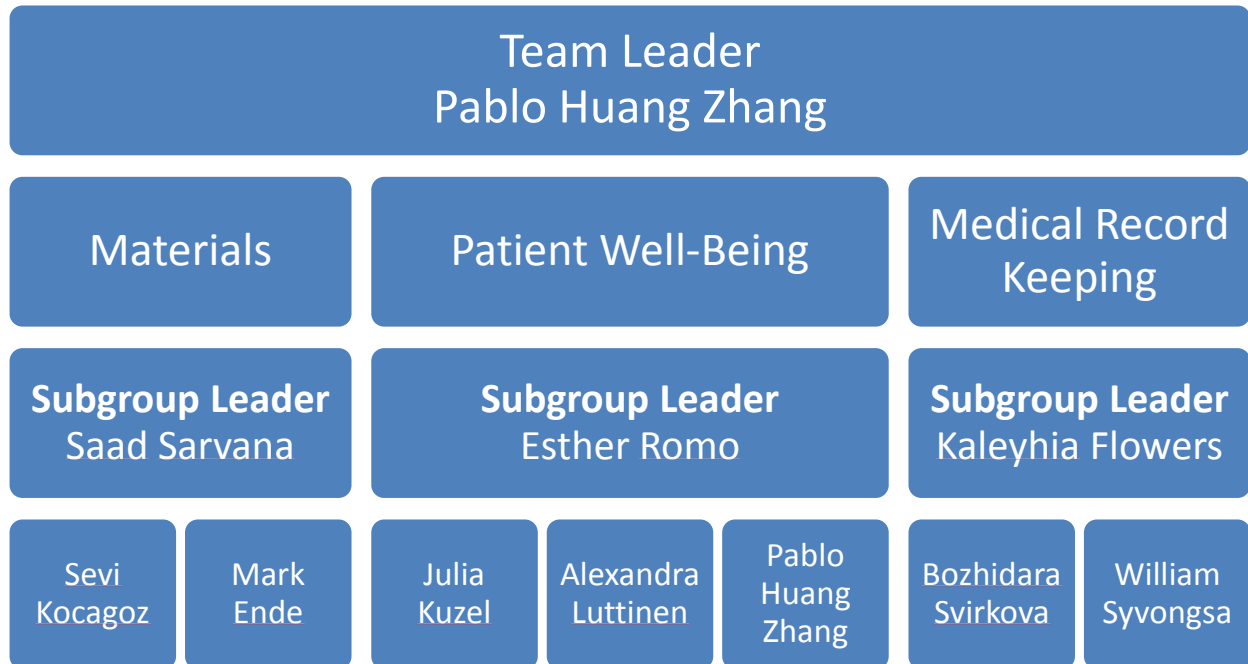 Team Leader
Pablo Huang Zhang
Materials
Patient Well-Being
Medical Record
Keeping
Subgroup Leader
Saad Sarvana
Subgroup Leader
Esther Romo
Subgroup Leader
Kaleyhia Flowers
Sevi
Kocagoz
Mark
Ende
Julia
Kuzel
Alexandra
Luttinen
Pablo
Huang
Zhang
Bozhidara
Svirkova
William
Syvongsa